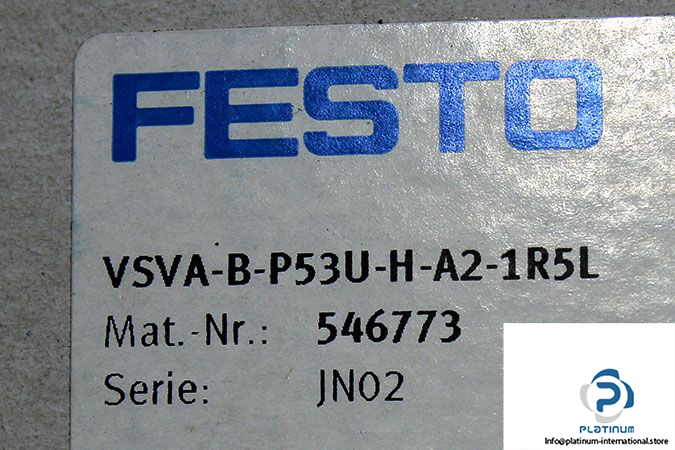 FESTO
VSVA-B-P53U-H-A2-1R5L
Mat.-Nr.: 546773
Serie: JN02
PLATINUM
Info@platinum-international.store